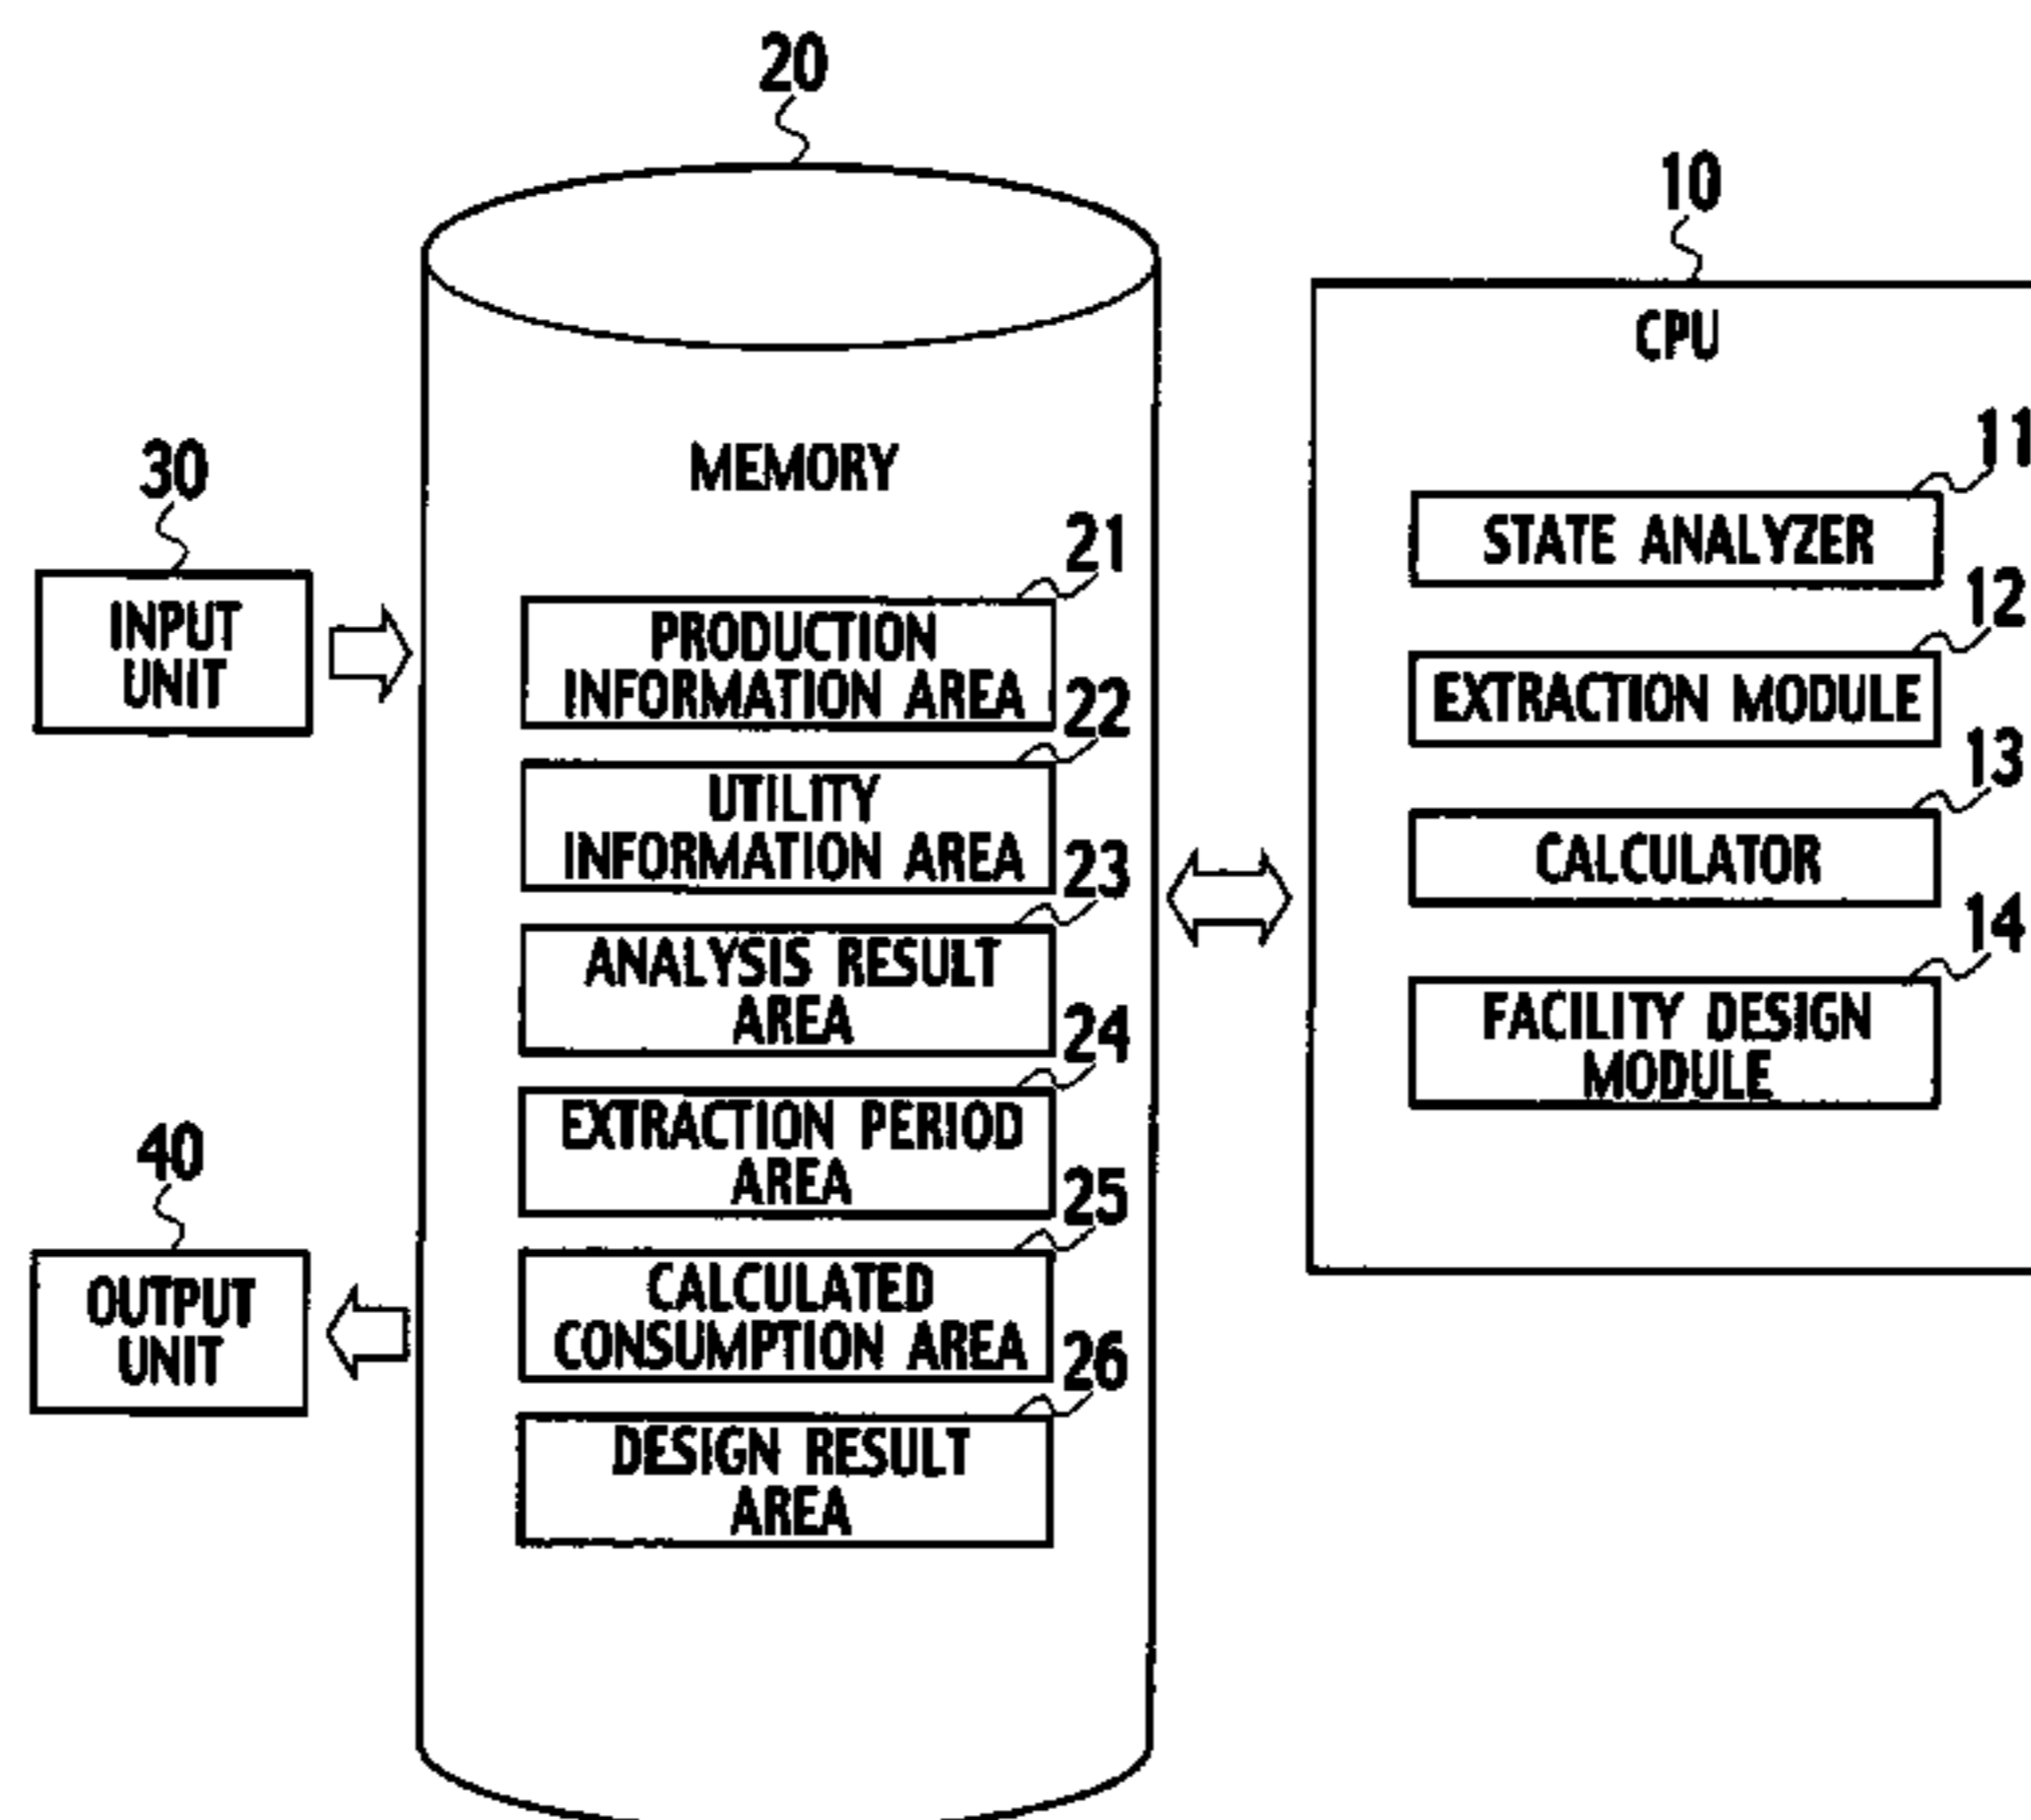 20
10
CPU
MEMORY
30
INPUT
UNIT
21
PRODUCTION
INFORMATION AREA
22
UTILITY
INFORMATION AREA
23
ANALYSIS RESULT
AREA
24
EXTRACTION PERIOD
AREA
25
CALCULATED
CONSUMPTION AREA
26
DESIGN RESULT
AREA
40
OUTPUT
UNIT
11
STATE ANALYZER
12
EXTRACTION MODULE
13
CALCULATOR
14
FACILITY DESIGN
MODULE